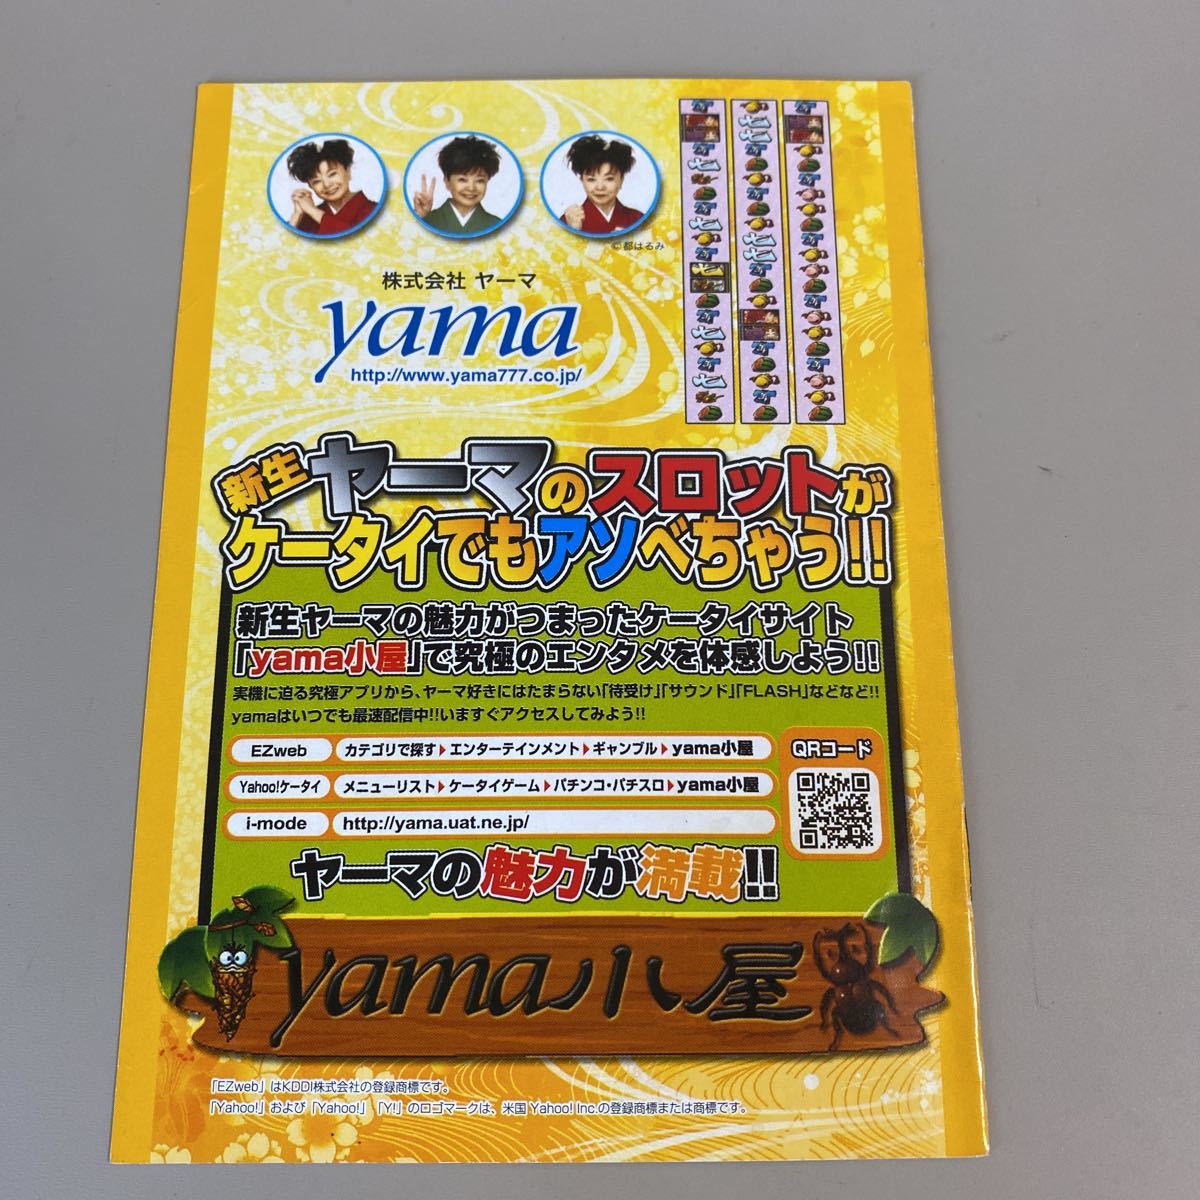 ©都はるみ
株式会社 ヤーマ
yama
http://www.yama777.co.jp/
新生ヤーマのスロットが
ケータイでもアソべちゃう!!
新生ヤーマの魅力がつまったケータイサイト
「yama小屋」で究極のエンタメを体感しよう!!
実機に迫る究極アプリから、ヤーマ好きにはたまらない「待受け」「サウンド」「FLASH」などなど!!
yamaはいつでも最速配信中!!いますぐアクセスしてみよう!!
EZweb カテゴリで探す▶エンターテインメント▶ギャンブル▶yama小屋
Yahoo!ケータイ メニューリスト▶ケータイゲーム▶パチンコ・パチスロ▶yama小屋
i-mode http://yama.uat.ne.jp/
QRコード
ヤーマの魅力が満載!!
yama小屋
「EZweb」はKDDI株式会社の登録商標です。
「Yahoo!」および「Yahoo!」「Y!」のロゴマークは、米国 Yahoo! Inc.の登録商標または商標です。